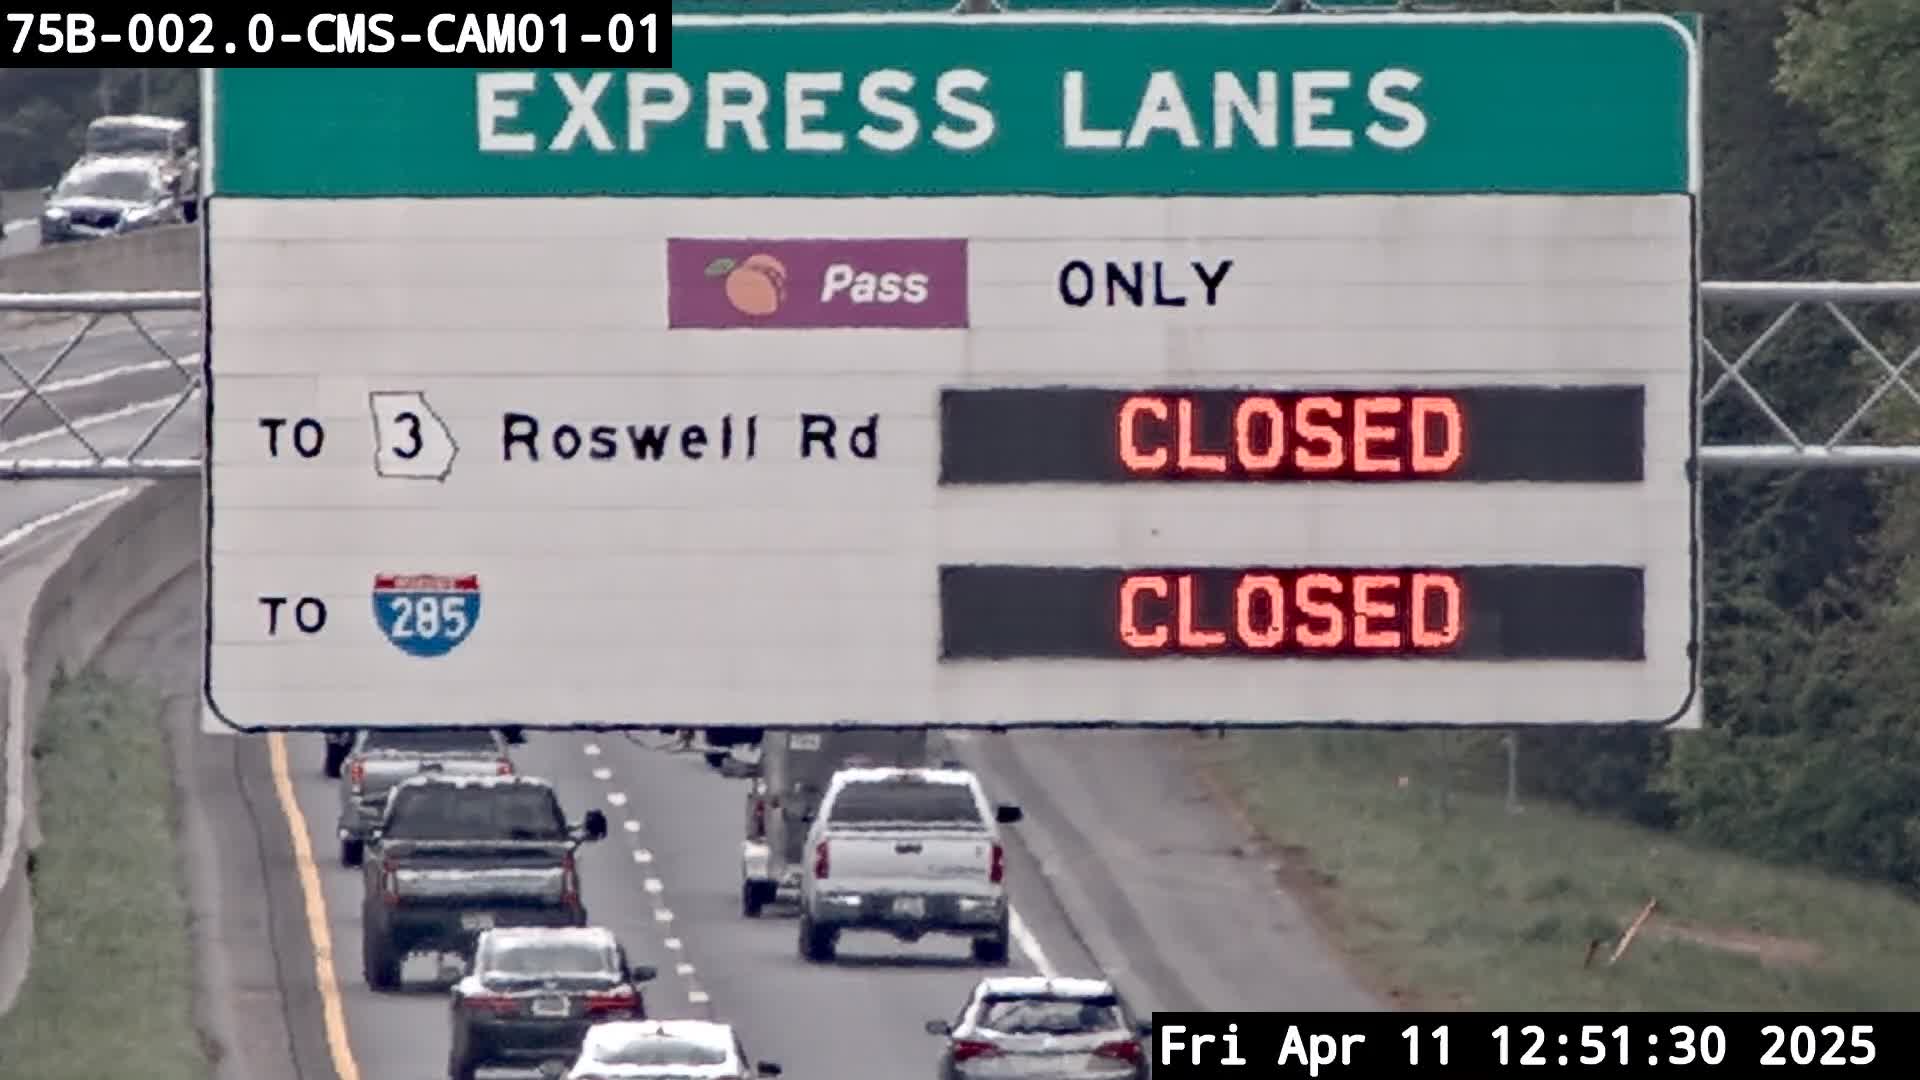 75B-002.0-CMS-CAM01-01
EXPRESS LANES
Pass ONLY
TO 3 Roswell Rd CLOSED
TO 285 CLOSED
Fri Apr 11 12:51:30 2025